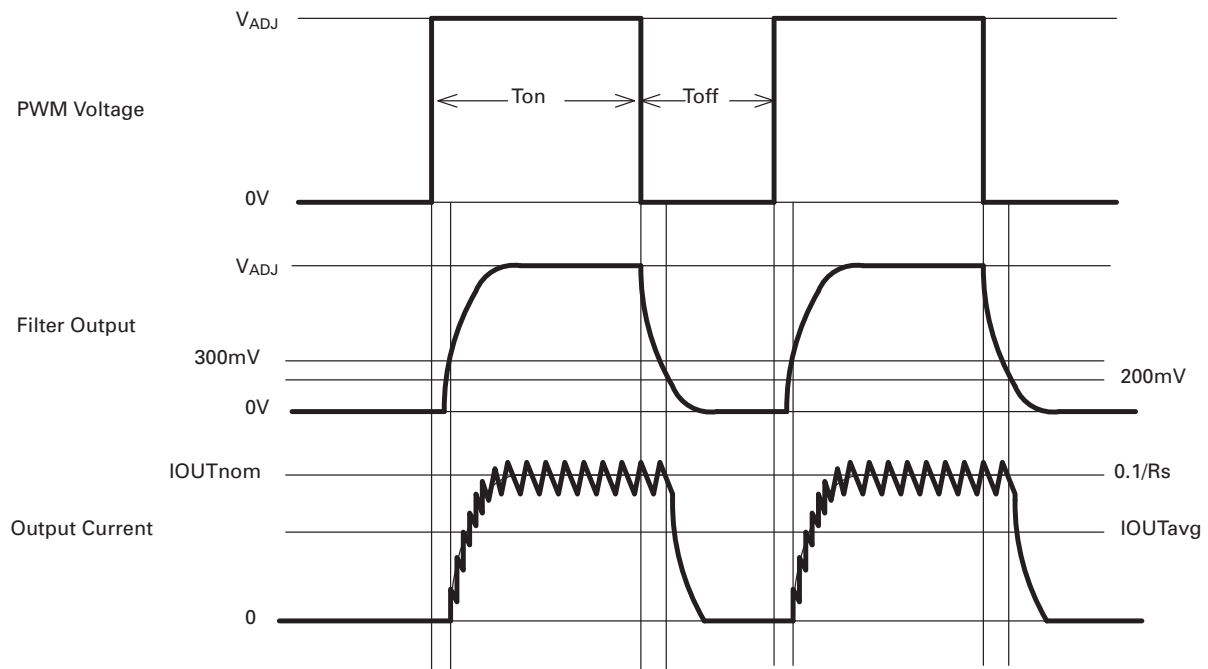 VADJ
Ton
Toff
PWM Voltage
0V
VADJ
Filter Output
300mV
200mV
0V
IOUTnom
0.1/Rs
Output Current
IOUTavg
0